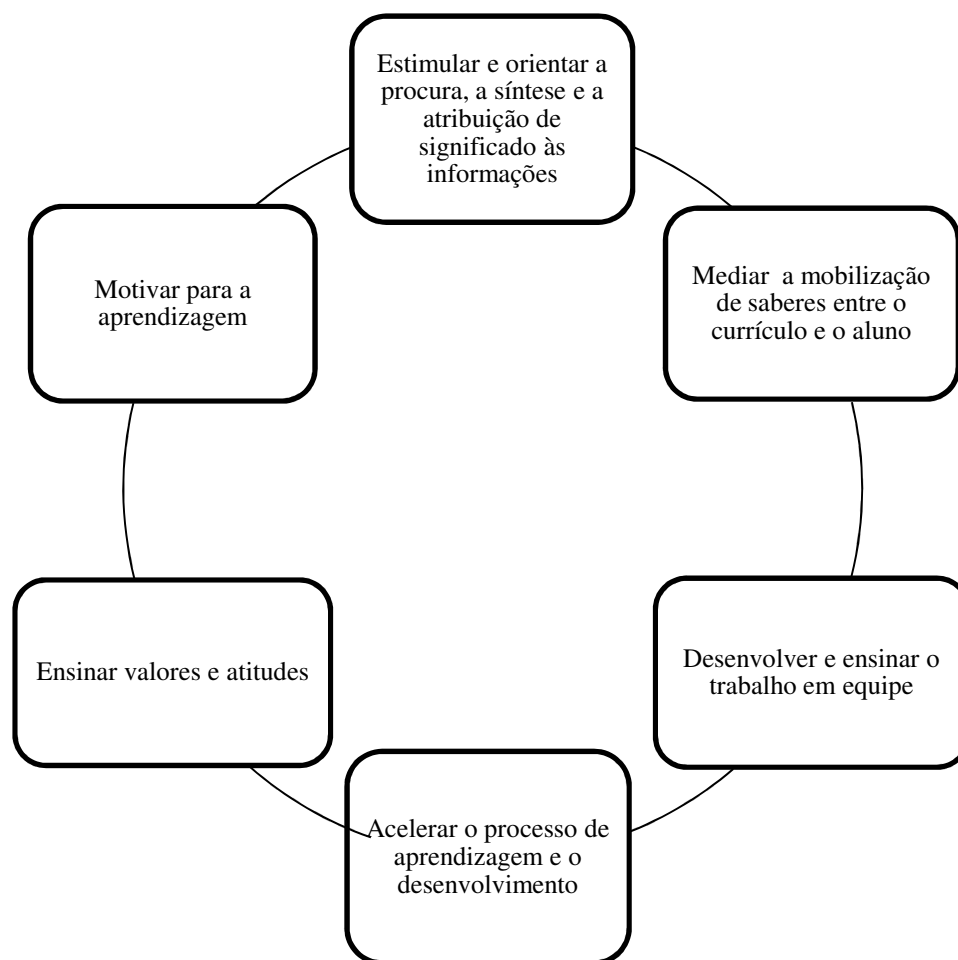 Estimular e orientar a
procura, a síntese e a
atribuição de
significado às
informações
Mediar  a mobilização
de saberes entre o
currículo e o aluno
Desenvolver e ensinar o
trabalho em equipe
Acelerar o processo de
aprendizagem e o
desenvolvimento
Ensinar valores e atitudes
Motivar para a
aprendizagem